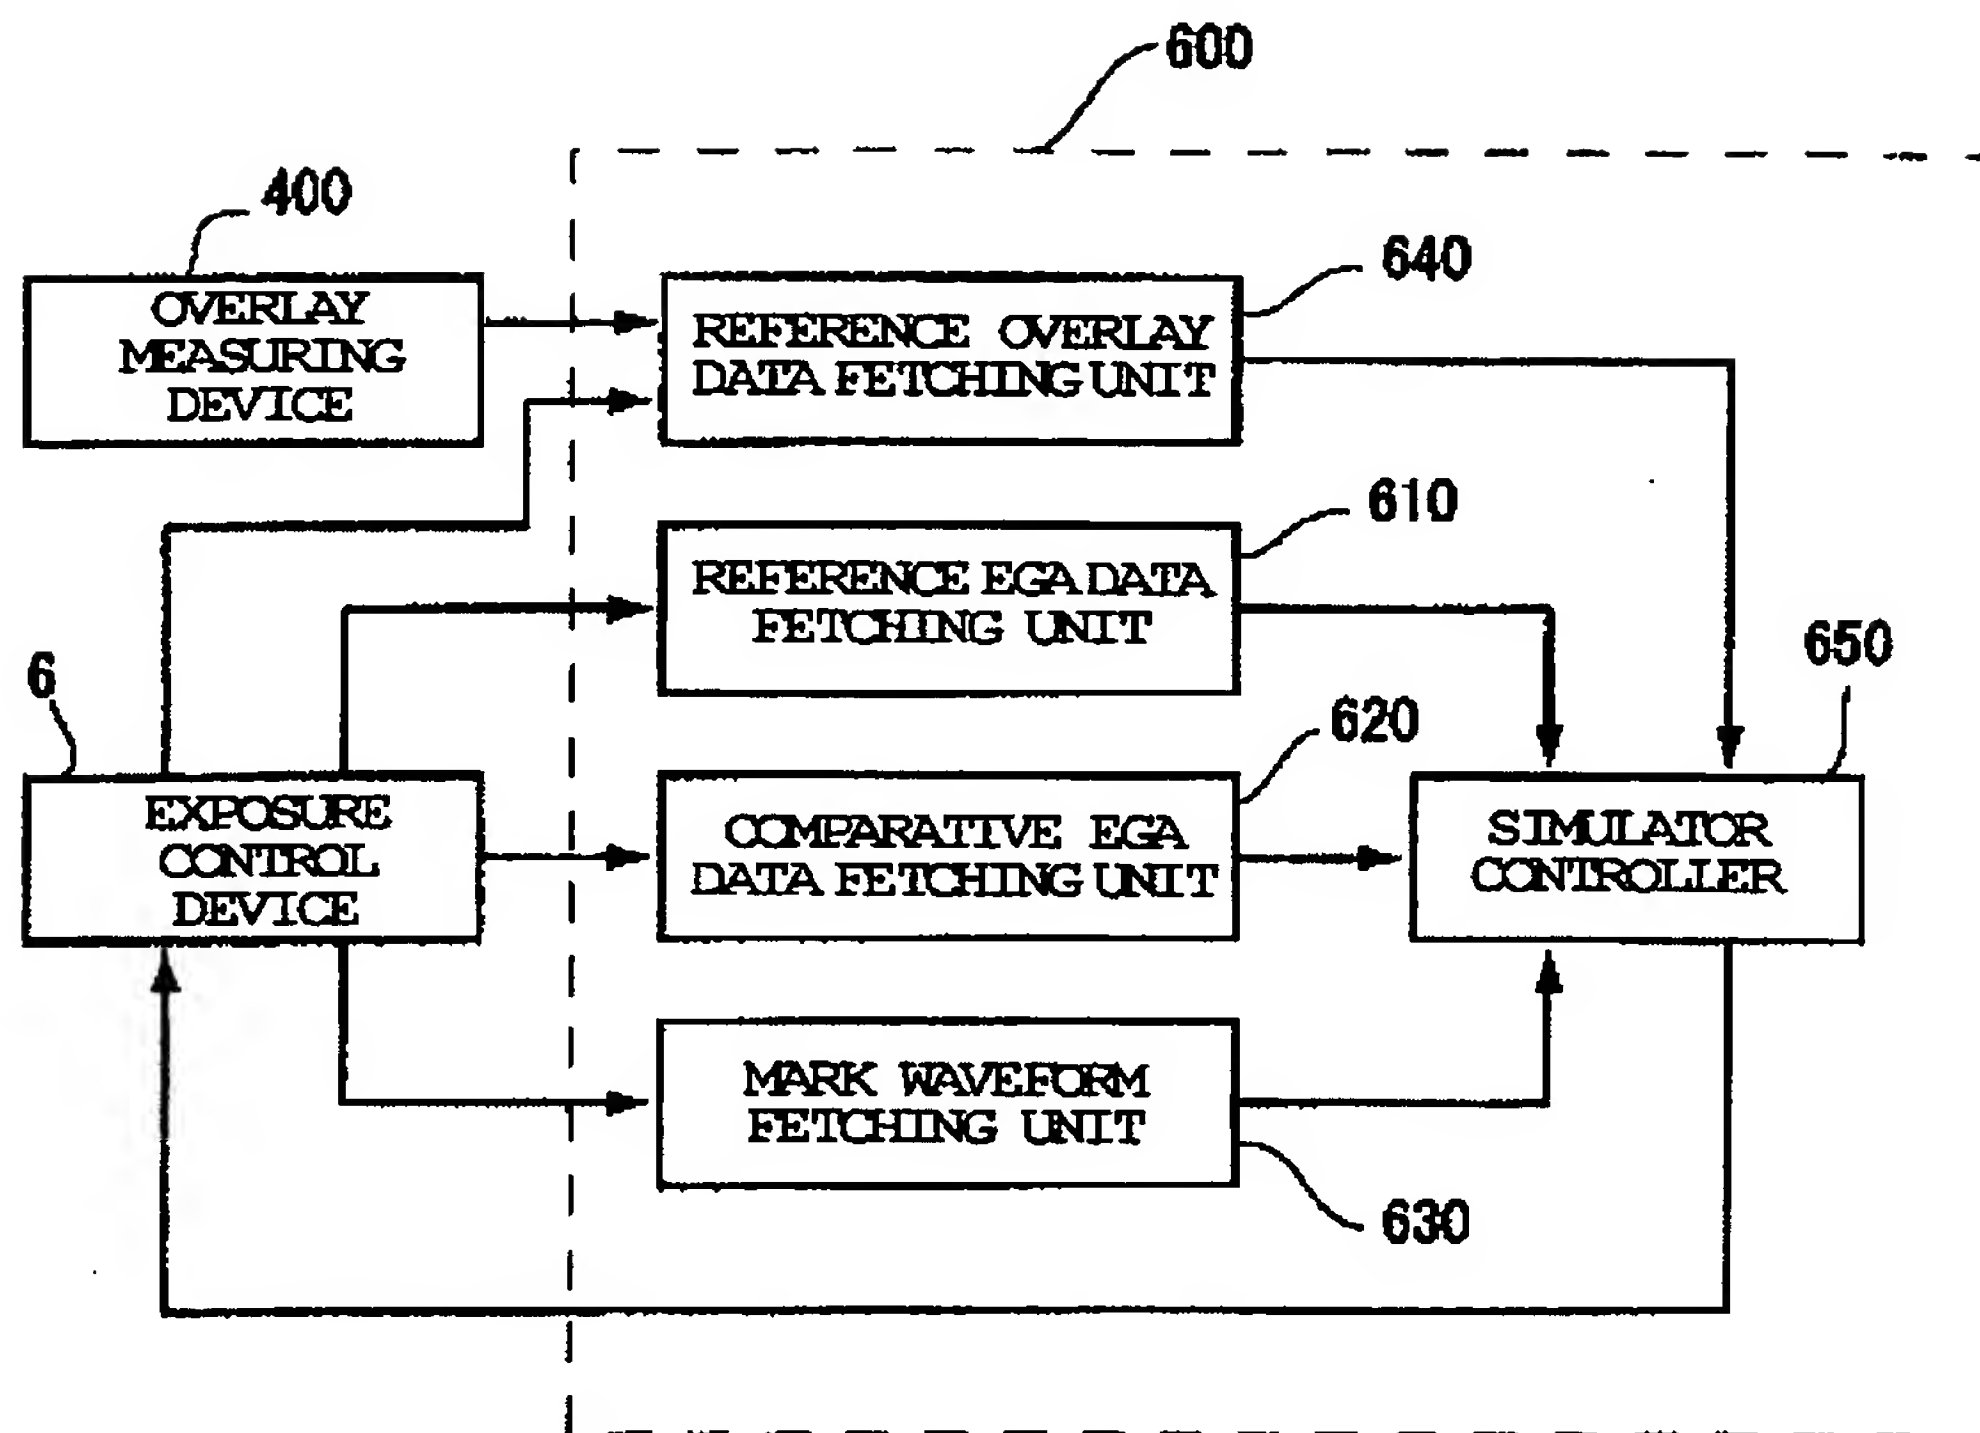 600
400
OVERLAY
MEASURING
DEVICE
640
REFERENCE OVERLAY
DATA FETCHING UNIT
610
REFERENCE EGA DATA
FETCHING UNIT
6
EXPOSURE
CONTROL
DEVICE
620
COMPARATIVE EGA
DATA FETCHING UNIT
650
SIMULATOR
CONTROLLER
MARK WAVEFORM
FETCHING UNIT
630